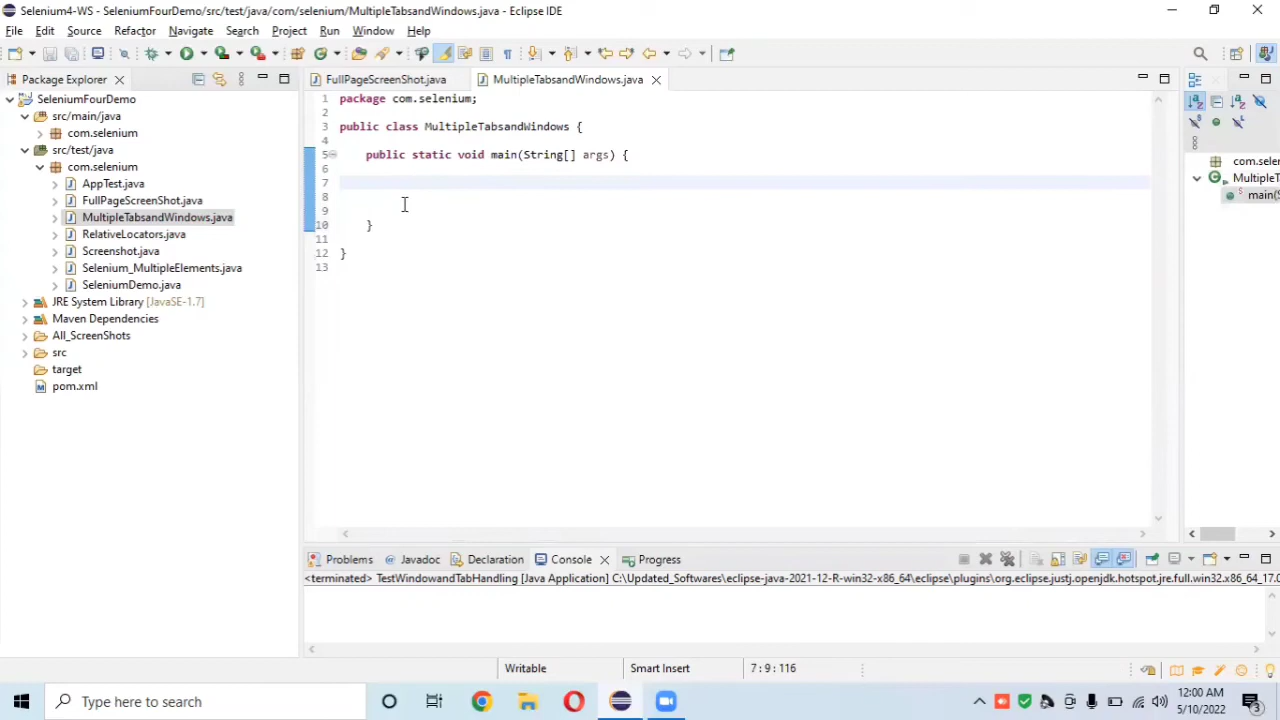 Selenium4-WS - SeleniumFourDemo/src/test/java/com/selenium/MultipleTabsandWindows.java - Eclipse IDE
File Edit Source Refactor Navigate Search Project Run Window Help
Package Explorer
FullPageScreenShot.java
MultipleTabsandWindows.java
SeleniumFourDemo
src/main/java
com.selenium
src/test/java
com.selenium
AppTest.java
FullPageScreenShot.java
MultipleTabsandWindows.java
RelativeLocators.java
Screenshot.java
Selenium_MultipleElements.java
SeleniumDemo.java
JRE System Library [JavaSE-1.7]
Maven Dependencies
All_ScreenShots
src
target
pom.xml
1 package com.selenium;
2
3 public class MultipleTabsandWindows {
4
5 public static void main(String[] args) {
6
7
8
9
10 }
11
12 }
13
com.selen
MultipleT
main(S
Problems Javadoc Declaration Console Progress
<terminated> TestWindowandTabHandling [Java Application] C:\Updated_Softwares\eclipse-java-2021-12-R-win32-x86_64\eclipse\plugins\org.eclipse.justj.openjdk.hotspot.jre.full.win32.x86_64_17.0
Writable Smart Insert 7 : 9 : 116
Type here to search
12:00 AM
5/10/2022
3